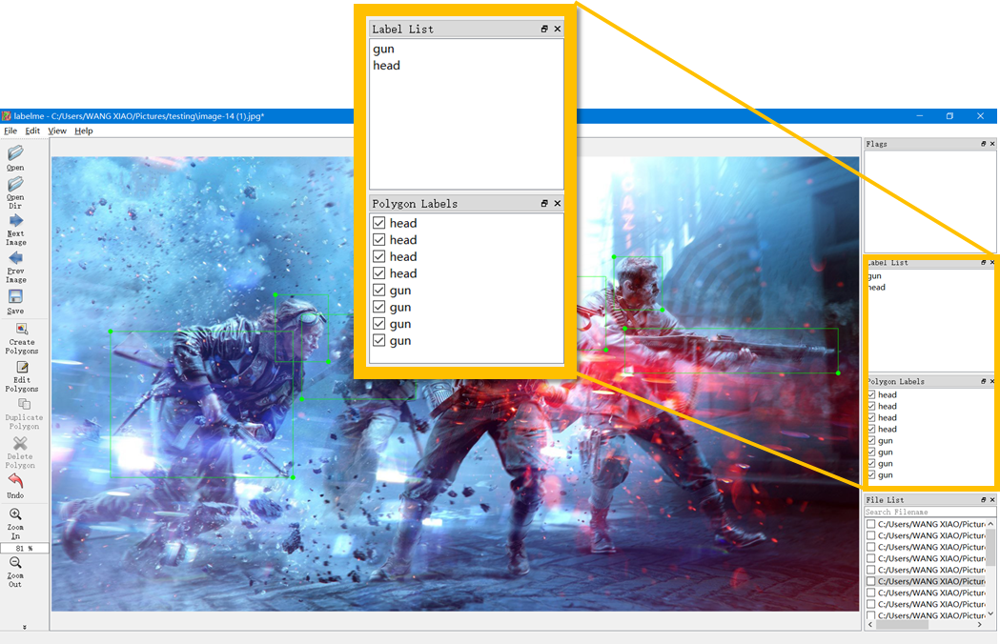 Label List
gun
head
Polygon Labels
head
head
head
head
gun
gun
gun
gun
labelme - C:/Users/WANG XIAO/Pictures/testing\image-14 (1).jpg*
File Edit View Help
Open
Open
Dir
Next
Image
Prev
Image
Save
Create
Polygons
Edit
Polygons
Duplicate
Polygon
Delete
Polygon
Undo
Zoom
In
81 %
Zoom
Out
Flags
Label List
gun
head
Polygon Labels
head
head
head
head
gun
gun
gun
gun
File List
Search Filename
C:/Users/WANG XIAO/Pictur
C:/Users/WANG XIAO/Pictur
C:/Users/WANG XIAO/Pictur
C:/Users/WANG XIAO/Pictur
C:/Users/WANG XIAO/Pictur
C:/Users/WANG XIAO/Pictur
C:/Users/WANG XIAO/Pictur
C:/Users/WANG XIAO/Pictur
C:/Users/WANG XIAO/Pictur